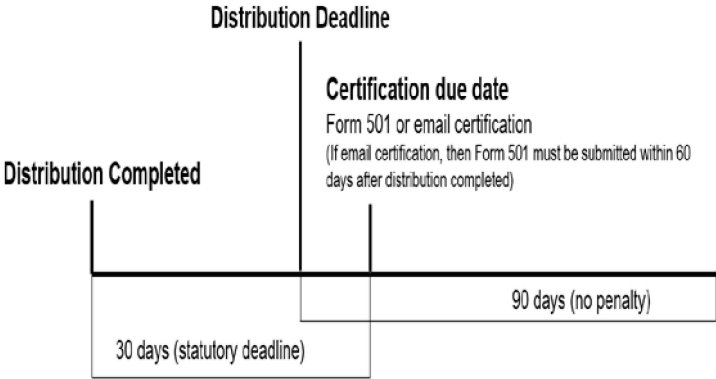 Distribution Deadline
Certification due date
Form 501 or email certification
(If email certification, then Form 501 must be submitted within 60
days after distribution completed)
Distribution Completed
90 days (no penalty)
30 days (statutory deadline)